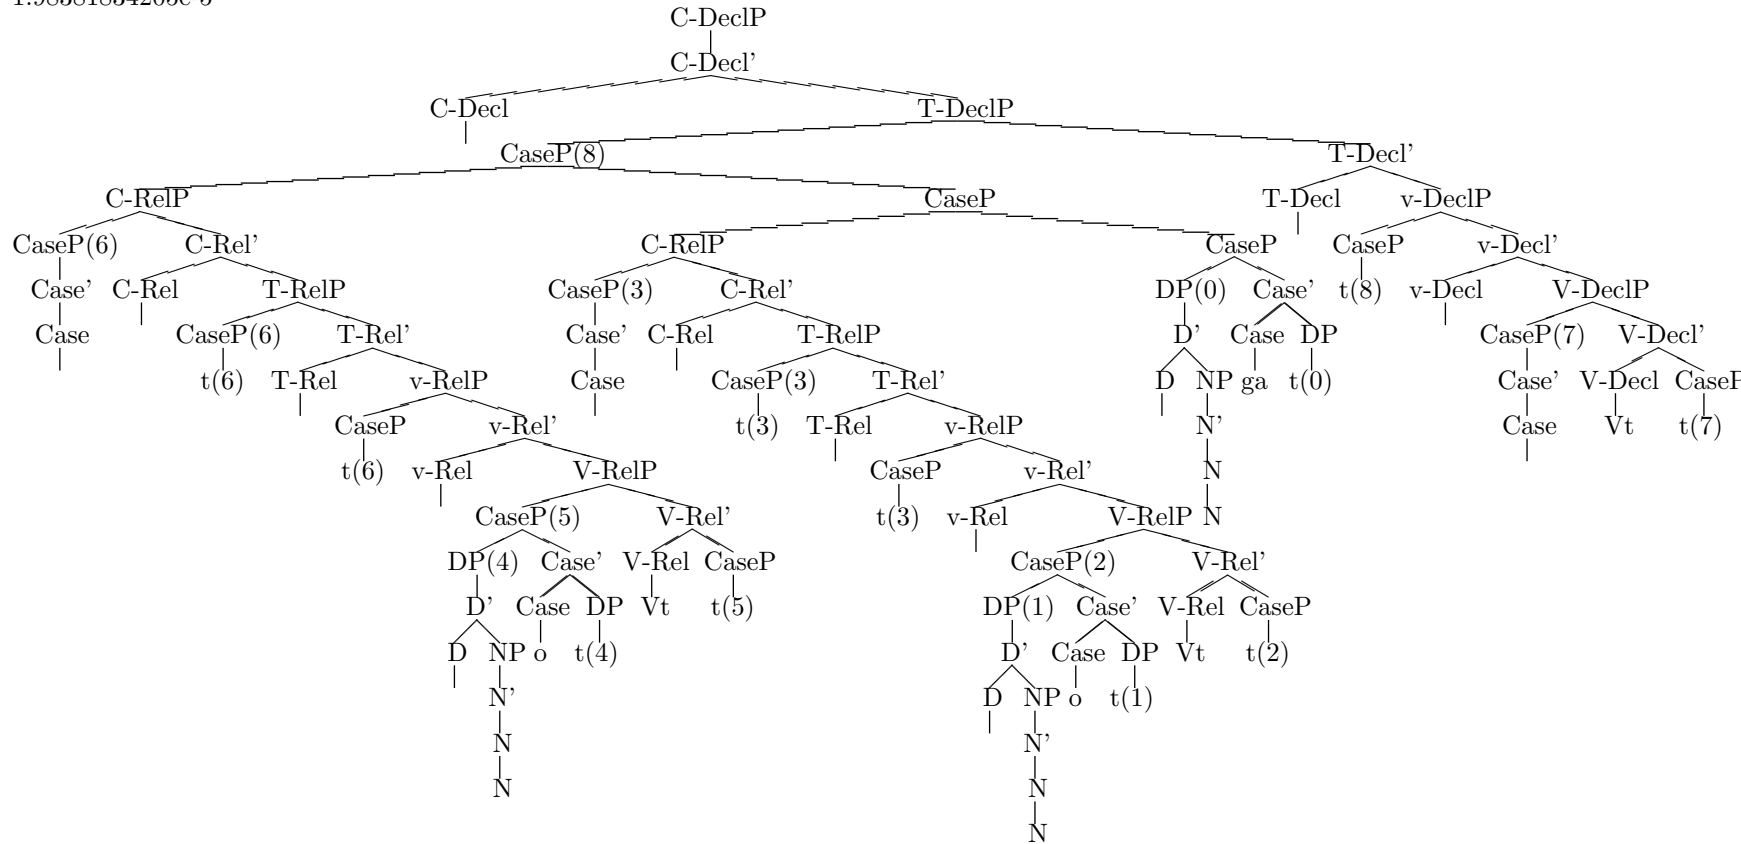 C-DeclP
C-Decl’
C-Decl T-DeclP
CaseP(8) T-Decl’
C-RelP CaseP T-Decl v-DeclP
CaseP(6) C-Rel’ C-RelP CaseP CaseP v-Decl’
Case’ C-Rel T-RelP CaseP(3) C-Rel’ DP(0) Case’ t(8) v-Decl V-DeclP
Case CaseP(6) T-Rel’ Case’ C-Rel T-RelP D’ Case DP CaseP(7) V-Decl’
t(6) T-Rel v-RelP Case CaseP(3) T-Rel’ D NP ga t(0) Case’ V-Decl CaseP
CaseP v-Rel’ t(3) T-Rel v-RelP N’ Case Vt t(7)
t(6) v-Rel V-RelP CaseP v-Rel’ N
CaseP(5) V-Rel’ t(3) v-Rel V-RelP N
DP(4) Case’ V-Rel CaseP CaseP(2) V-Rel’
D’ Case DP Vt t(5) DP(1) Case’ V-Rel CaseP
D NP o t(4) D’ Case DP Vt t(2)
N’ D NP o t(1)
N N’
N N
N